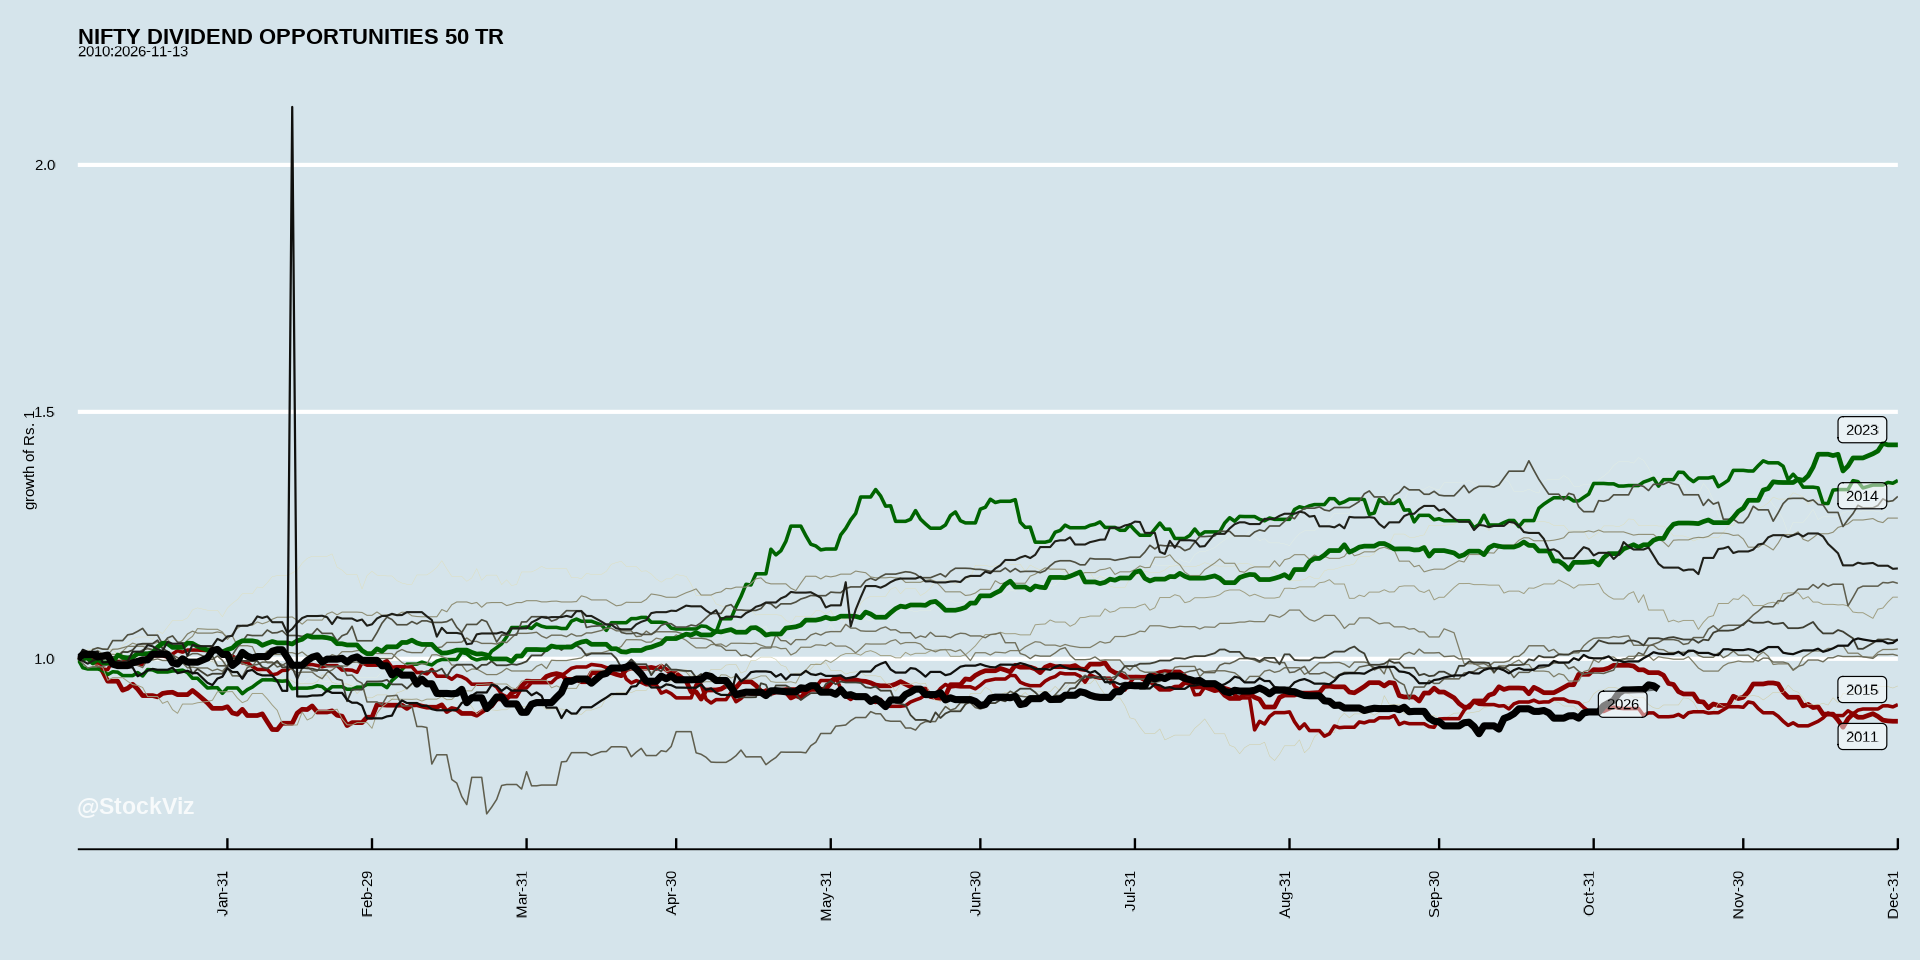 NIFTY DIVIDEND OPPORTUNITIES 50 TR
2010:2026-11-13
2.0
1.5
1.0
growth of Rs. 1
2023
2014
2015
2026
2011
@StockViz
Jan-31
Feb-29
Mar-31
Apr-30
May-31
Jun-30
Jul-31
Aug-31
Sep-30
Oct-31
Nov-30
Dec-31